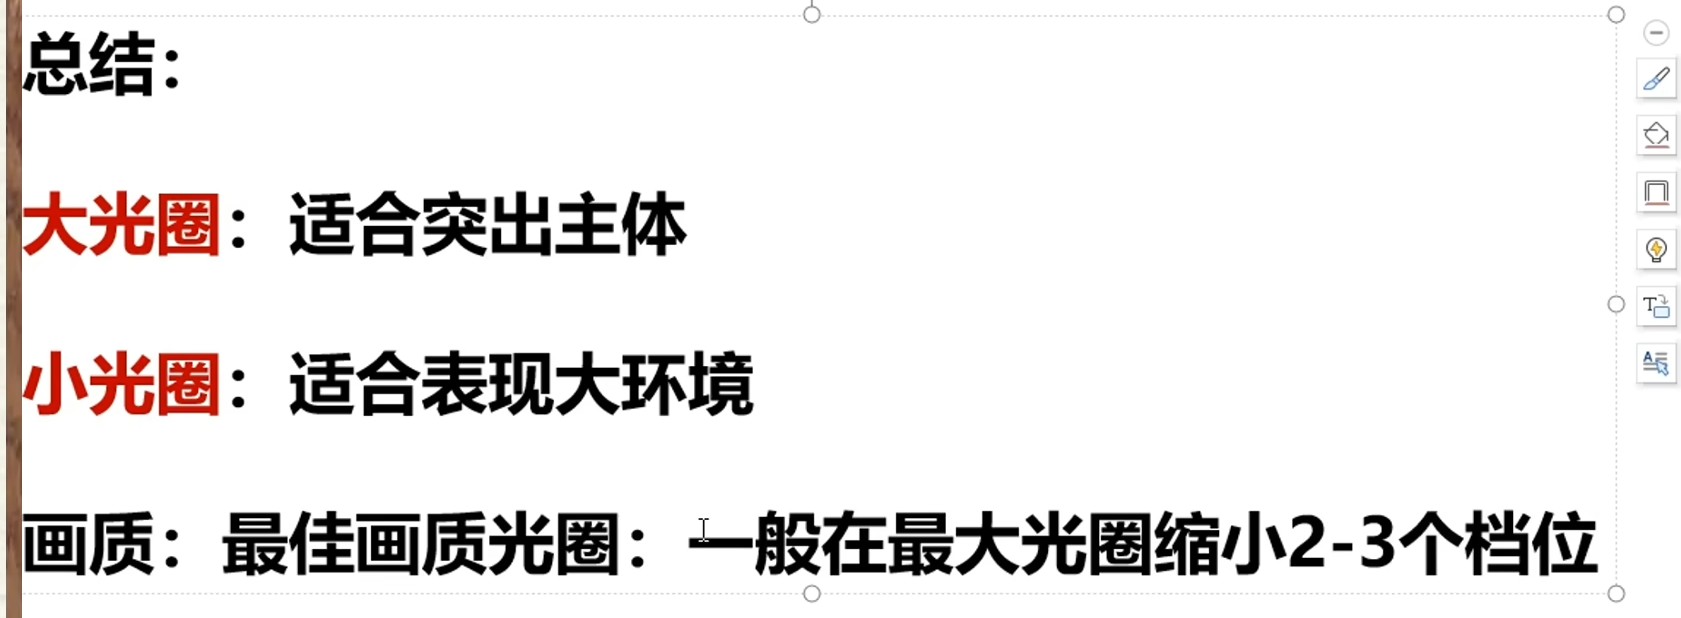 总结：
大光圈：适合突出主体
小光圈：适合表现大环境
画质：最佳画质光圈：一般在最大光圈缩小2-3个档位